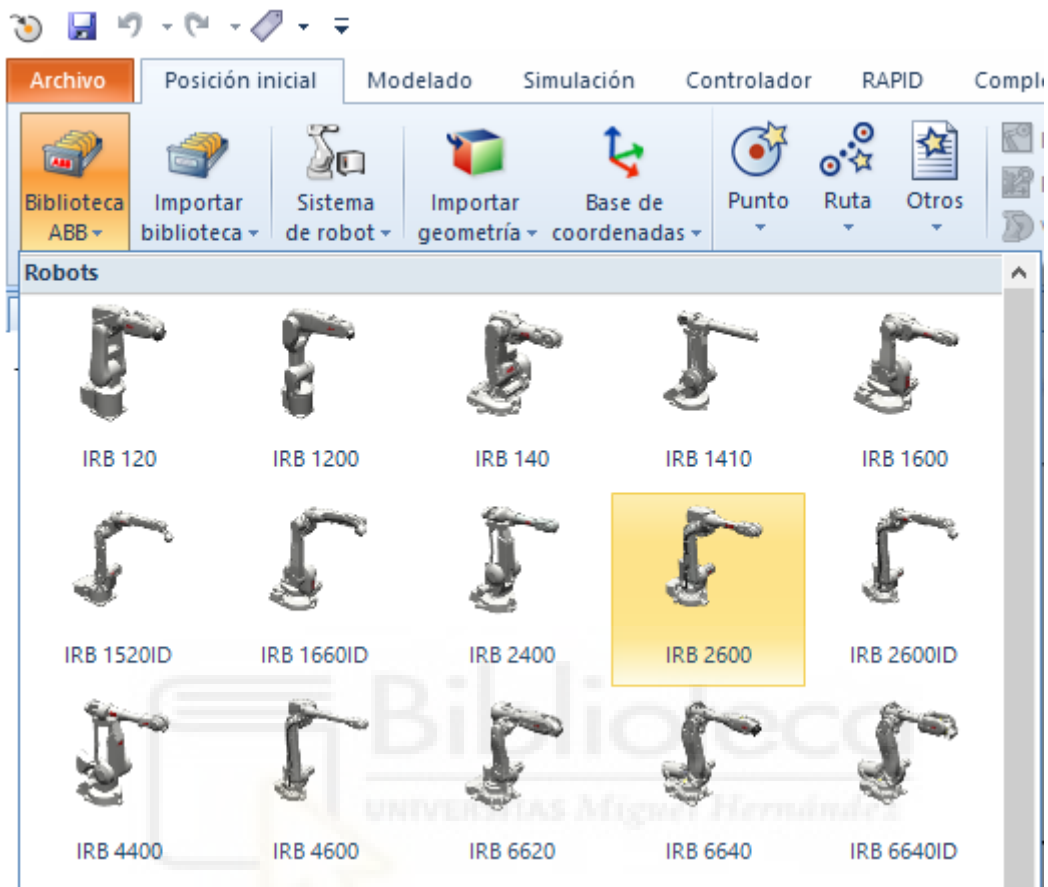 Archivo Posición inicial Modelado Simulación Controlador RAPID
Biblioteca ABB
Importar biblioteca
Sistema de robot
Importar geometría
Base de coordenadas
Punto
Ruta
Otros
Robots
IRB 120 IRB 1200 IRB 140 IRB 1410 IRB 1600
IRB 1520ID IRB 1660ID IRB 2400 IRB 2600 IRB 2600ID
Biblioteca
UNIVERSITAS Miguel Hernández
IRB 4400 IRB 4600 IRB 6620 IRB 6640 IRB 6640ID